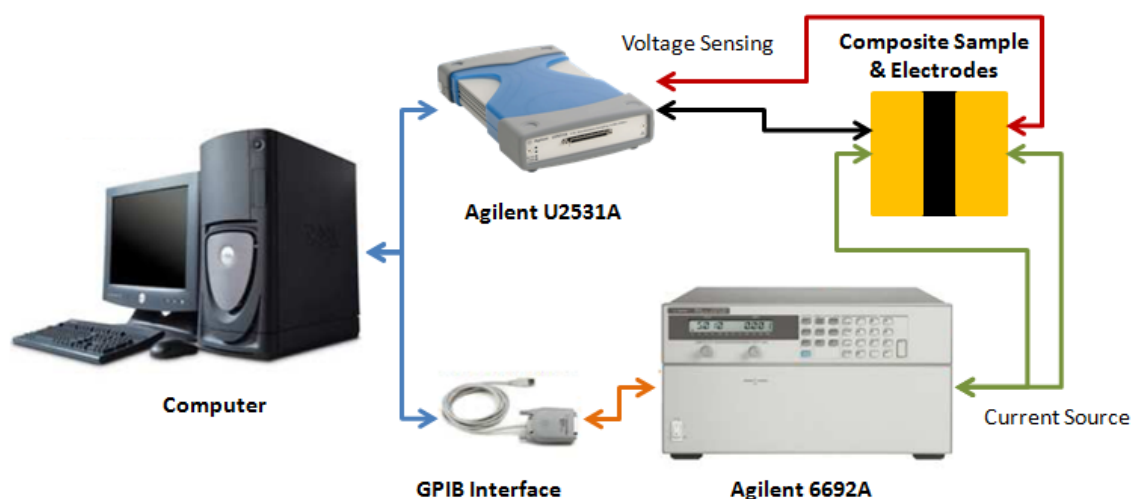 Voltage Sensing
Composite Sample
& Electrodes
Agilent U2531A
Computer
Current Source
GPIB Interface
Agilent 6692A